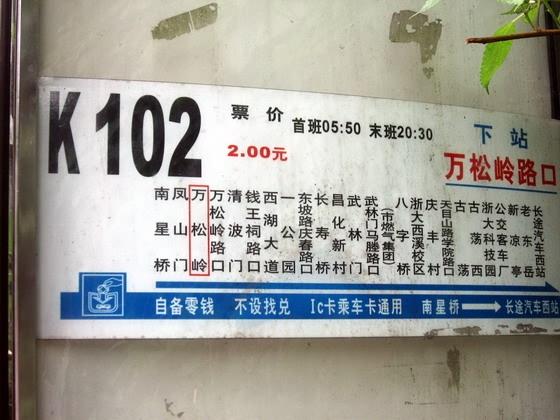 K102
票价 首班05:50 末班20:30
2.00元
下站
万松岭路口
南星桥
凤山门
万松岭
万松岭路口
清波门
钱王祠路口
西湖大道
一公园
东坡路庆春路口
长寿桥
昌化新村
武林门
武林门马塍路口
(市燃气集团)
八字桥
浙大西溪校区
庆丰村
天目山路学院路口
古荡
古荡
浙大科技园
公交客西
新凉亭
老东岳
长途汽车西站
自备零钱 不设找兑 Ic卡乘车卡通用 南星桥 长途汽车西站